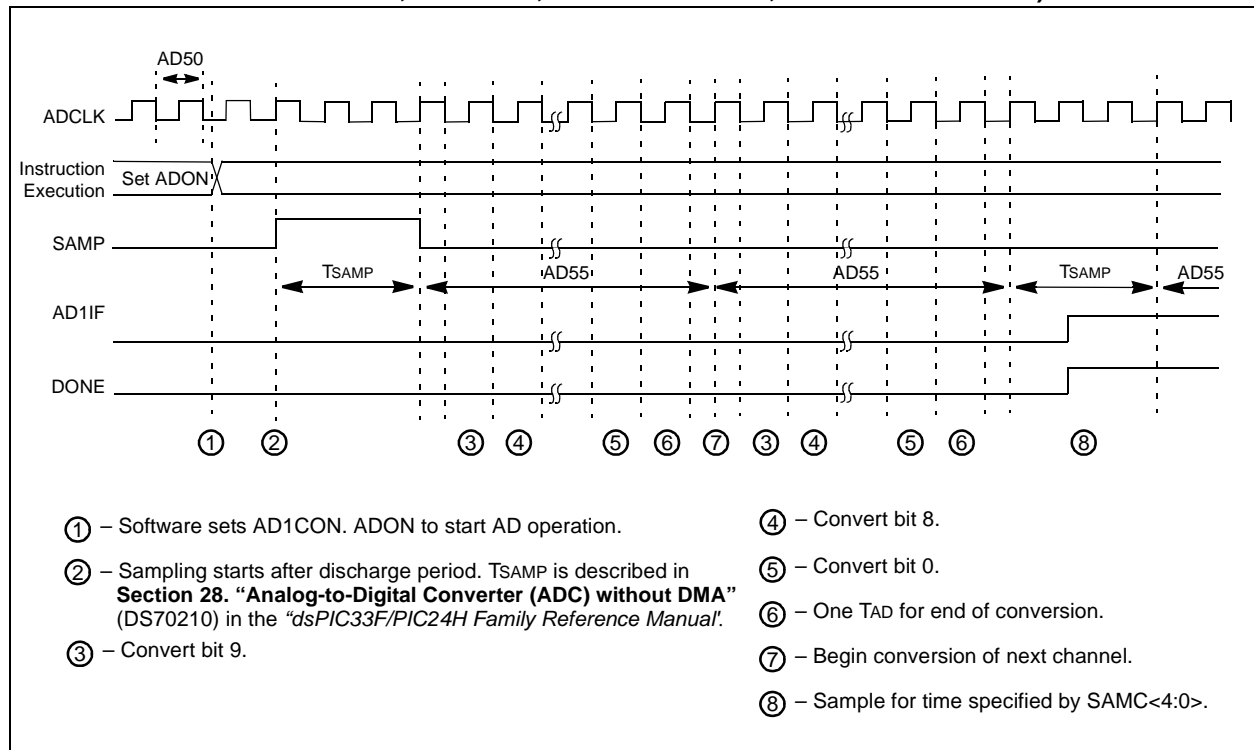 AD50
ADCLK
Instruction
Execution
Set ADON
SAMP
TSAMP
AD55
AD55
TSAMP
AD55
AD1IF
DONE
1 2 3 4 5 6 7 3 4 5 6 8
1 – Software sets AD1CON. ADON to start AD operation.
2 – Sampling starts after discharge period. TSAMP is described in
Section 28. “Analog-to-Digital Converter (ADC) without DMA”
(DS70210) in the “dsPIC33F/PIC24H Family Reference Manual'.
3 – Convert bit 9.
4 – Convert bit 8.
5 – Convert bit 0.
6 – One TAD for end of conversion.
7 – Begin conversion of next channel.
8 – Sample for time specified by SAMC<4:0>.